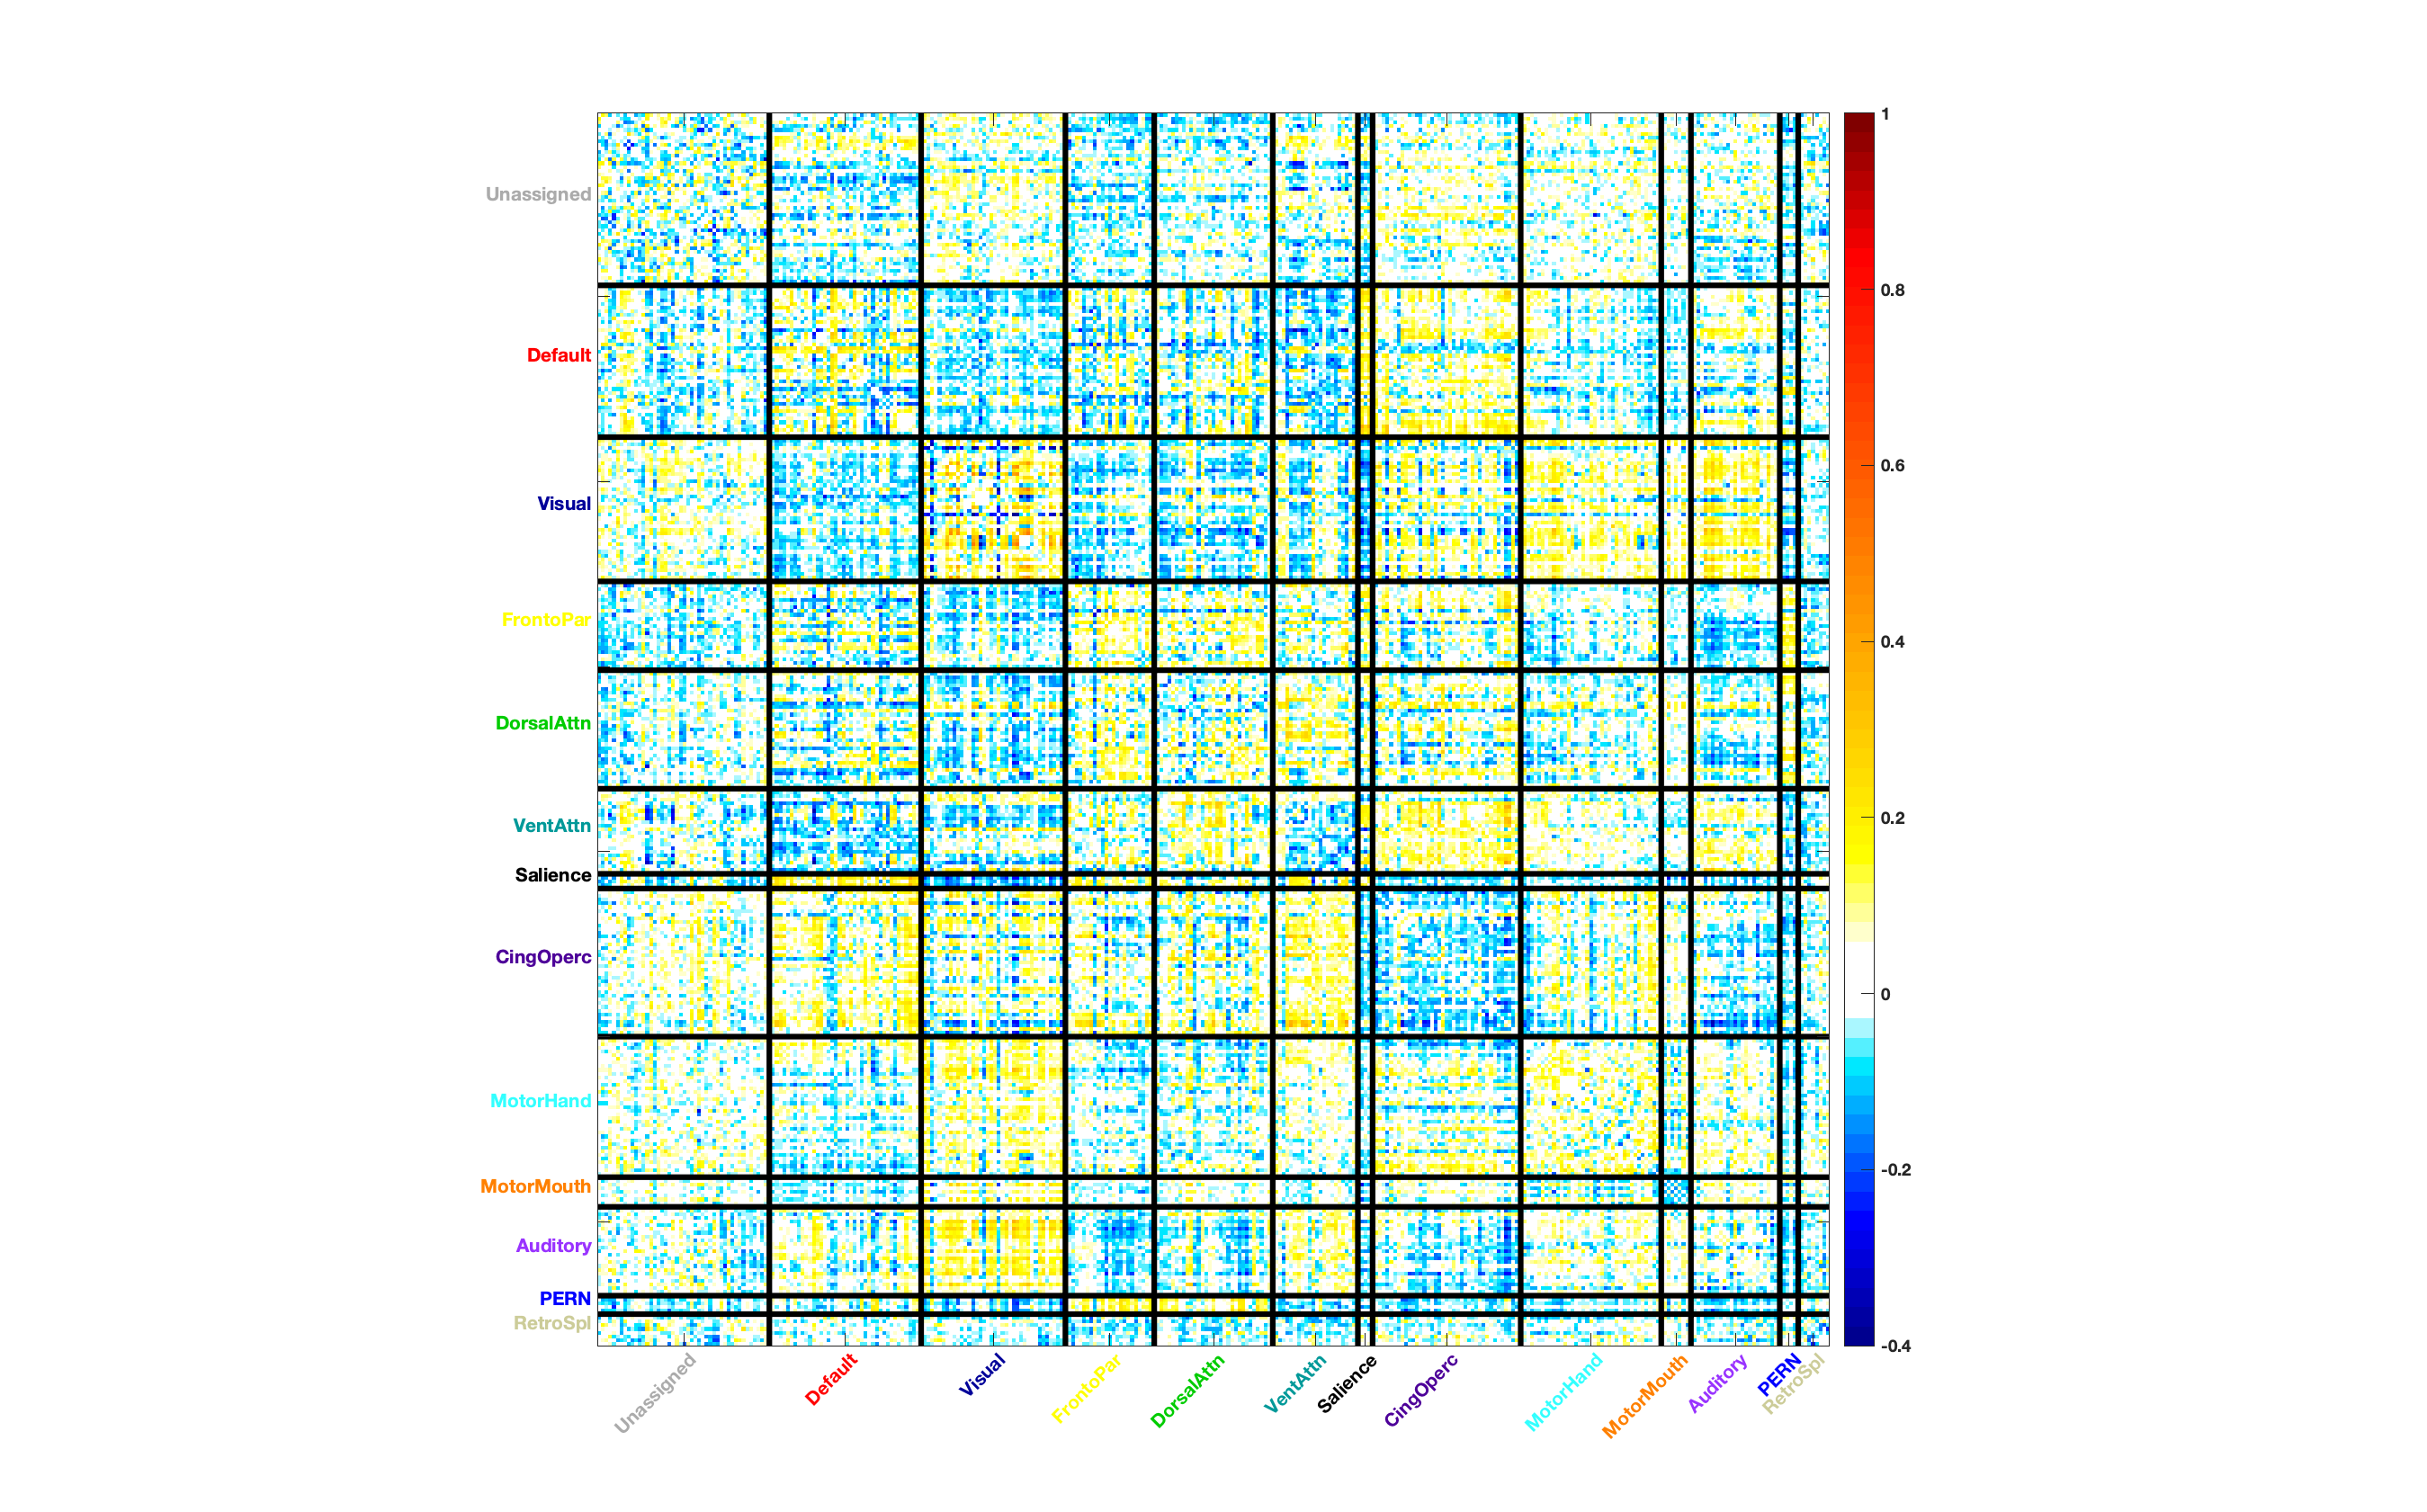 Unassigned
Default
Visual
FrontoPar
DorsalAttn
VentAttn
Salience
CingOperc
MotorHand
MotorMouth
Auditory
PERN
RetroSpl
Unassigned
Default
Visual
FrontoPar
DorsalAttn
VentAttn
Salience
CingOperc
MotorHand
MotorMouth
Auditory
PERN
RetroSpl
1
0.8
0.6
0.4
0.2
0
-0.2
-0.4